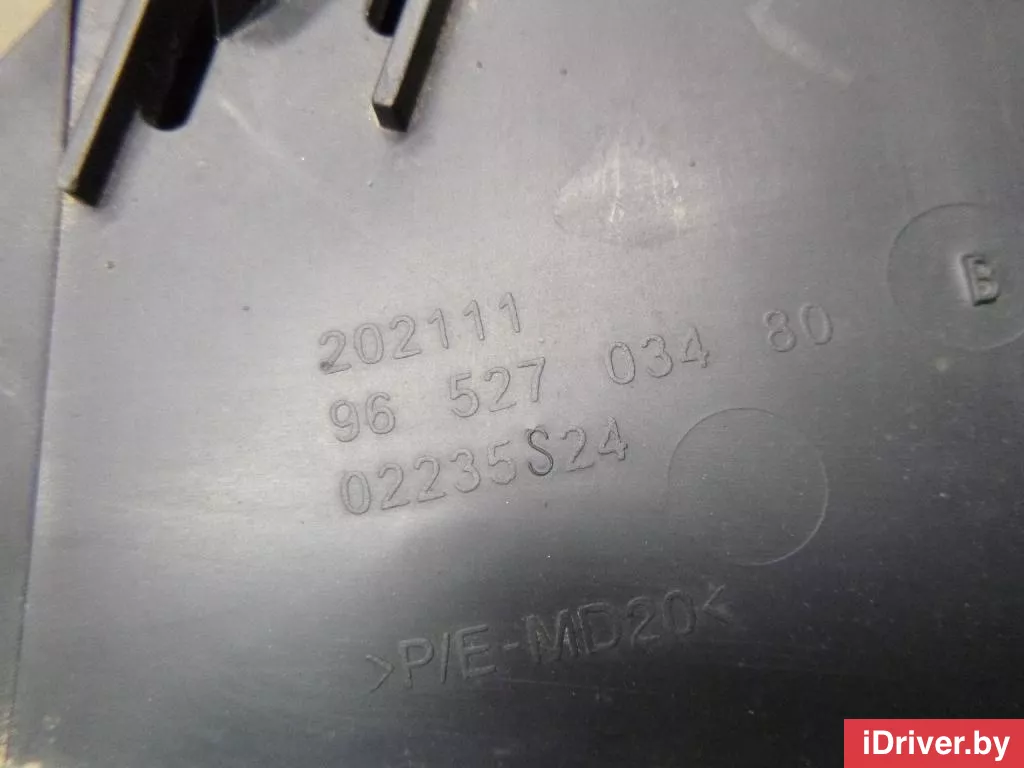 202111
96 527 034 80
02235S24
B
>P/E-MD20<
iDriver.by